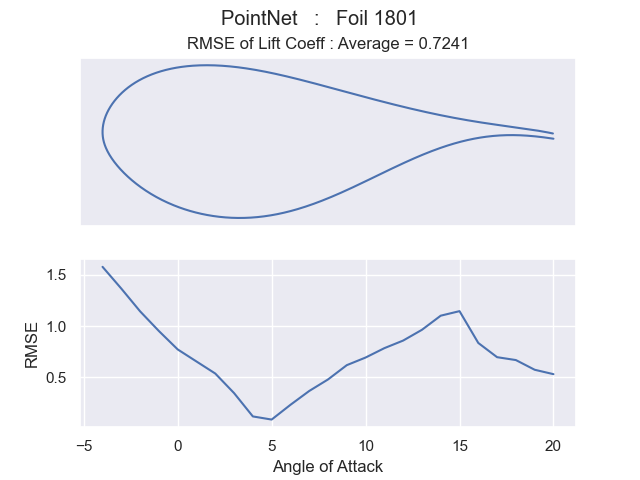 PointNet   :   Foil 1801
RMSE of Lift Coeff : Average = 0.7241
1.5
1.0
0.5
RMSE
−5 0 5 10 15 20
Angle of Attack